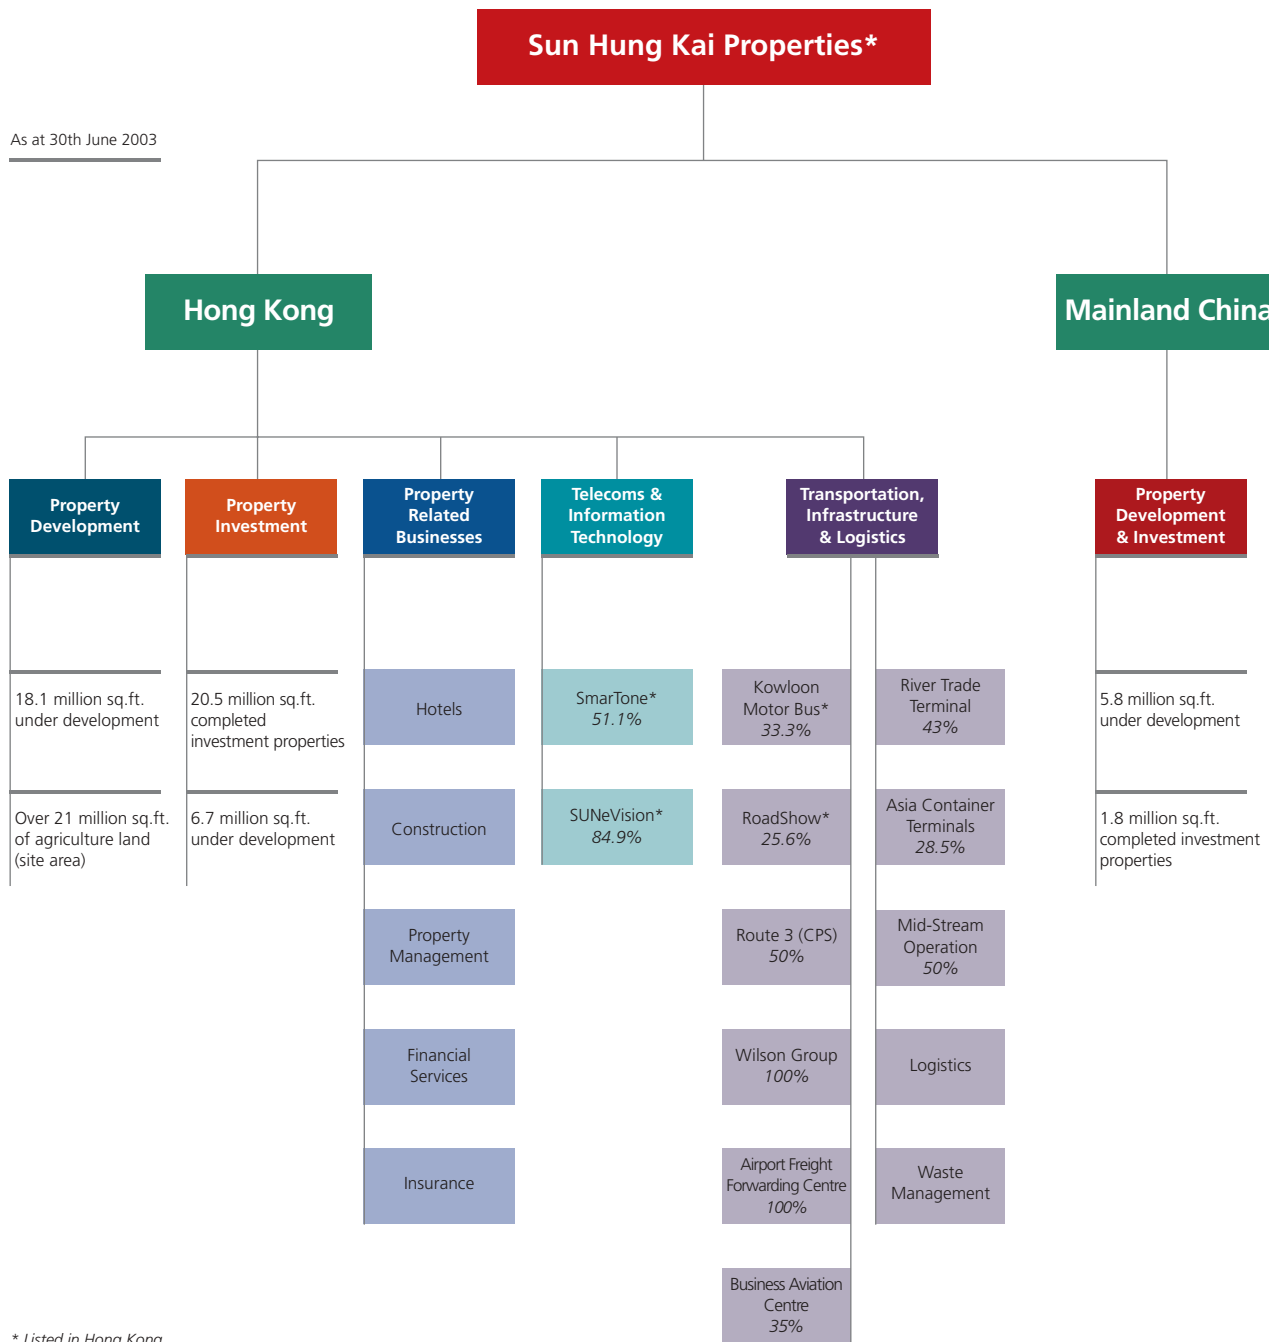 Sun Hung Kai Properties*
As at 30th June 2003
Hong Kong
Mainland China
Property
Development
Property
Investment
Property
Related
Businesses
Telecoms &
Information
Technology
Transportation,
Infrastructure
& Logistics
Property
Development
& Investment
18.1 million sq.ft.
under development
Over 21 million sq.ft.
of agriculture land
(site area)
20.5 million sq.ft.
completed
investment properties
6.7 million sq.ft.
under development
Hotels
Construction
Property
Management
Financial
Services
Insurance
SmarTone*
51.1%
SUNeVision*
84.9%
Kowloon
Motor Bus*
33.3%
RoadShow*
25.6%
Route 3 (CPS)
50%
Wilson Group
100%
Airport Freight
Forwarding Centre
100%
Business Aviation
Centre
35%
River Trade
Terminal
43%
Asia Container
Terminals
28.5%
Mid-Stream
Operation
50%
Logistics
Waste
Management
5.8 million sq.ft.
under development
1.8 million sq.ft.
completed investment
properties
* Listed in Hong Kong